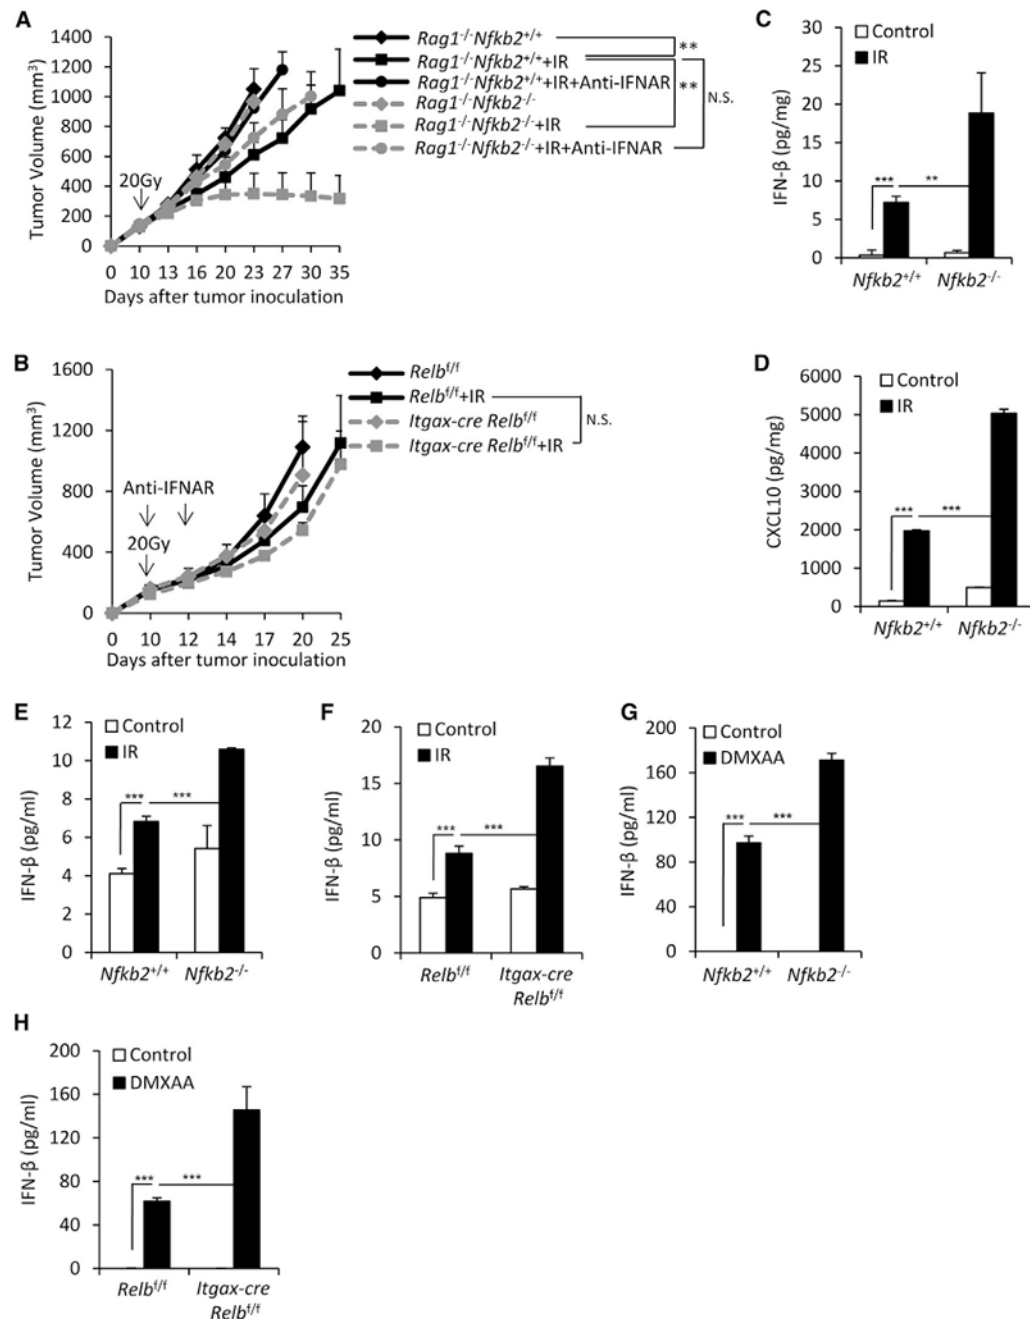 A
Tumor Volume (mm³)
1400
1200
1000
800
600
400
200
0
20Gy
0 10 13 16 20 23 27 30 35
Days after tumor inoculation
Rag1-/-Nfkb2+/+
Rag1-/-Nfkb2+/++IR
Rag1-/-Nfkb2+/++IR+Anti-IFNAR
Rag1-/-Nfkb2-/-
Rag1-/-Nfkb2-/-+IR
Rag1-/-Nfkb2-/-+IR+Anti-IFNAR
**
**
N.S.
B
Tumor Volume (mm³)
1600
1200
800
400
0
Anti-IFNAR
20Gy
0 10 12 14 17 20 25
Days after tumor inoculation
Relbf/f
Relbf/f+IR
Itgax-cre Relbf/f
Itgax-cre Relbf/f+IR
N.S.
C
IFN-β (pg/mg)
30
25
20
15
10
5
0
Control
IR
*** **
Nfkb2+/+ Nfkb2-/-
D
CXCL10 (pg/mg)
6000
5000
4000
3000
2000
1000
0
Control
IR
*** ***
Nfkb2+/+ Nfkb2-/-
E
IFN-β (pg/ml)
12
10
8
6
4
2
0
Control
IR
*** ***
Nfkb2+/+ Nfkb2-/-
F
IFN-β (pg/ml)
20
15
10
5
0
Control
IR
*** ***
Relbf/f Itgax-cre
Relbf/f
G
IFN-β (pg/ml)
200
160
120
80
40
0
Control
DMXAA
*** ***
Nfkb2+/+ Nfkb2-/-
H
IFN-β (pg/ml)
200
160
120
80
40
0
Control
DMXAA
*** ***
Relbf/f Itgax-cre
Relbf/f